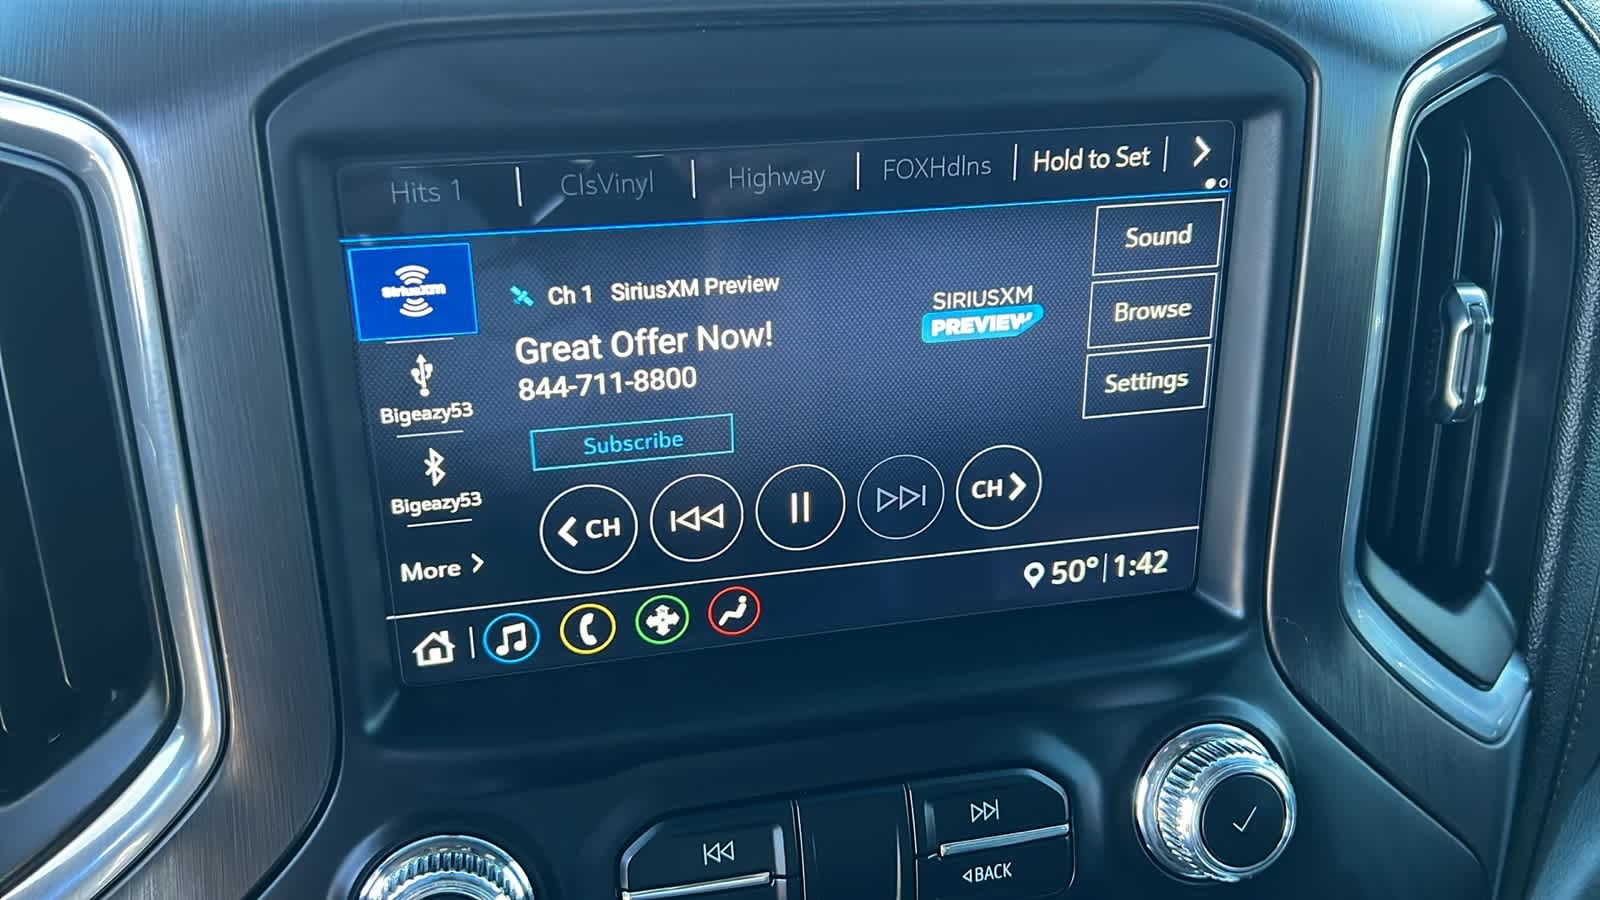 Hits 1
ClsVinyl
Highway
FOXHdlns
Hold to Set
SiriusXM
Ch 1 SiriusXM Preview
Great Offer Now!
844-711-8800
Subscribe
SIRIUSXM
PREVIEW
Sound
Browse
Settings
Bigeazy53
Bigeazy53
More
CH
CH
50° 1:42
BACK